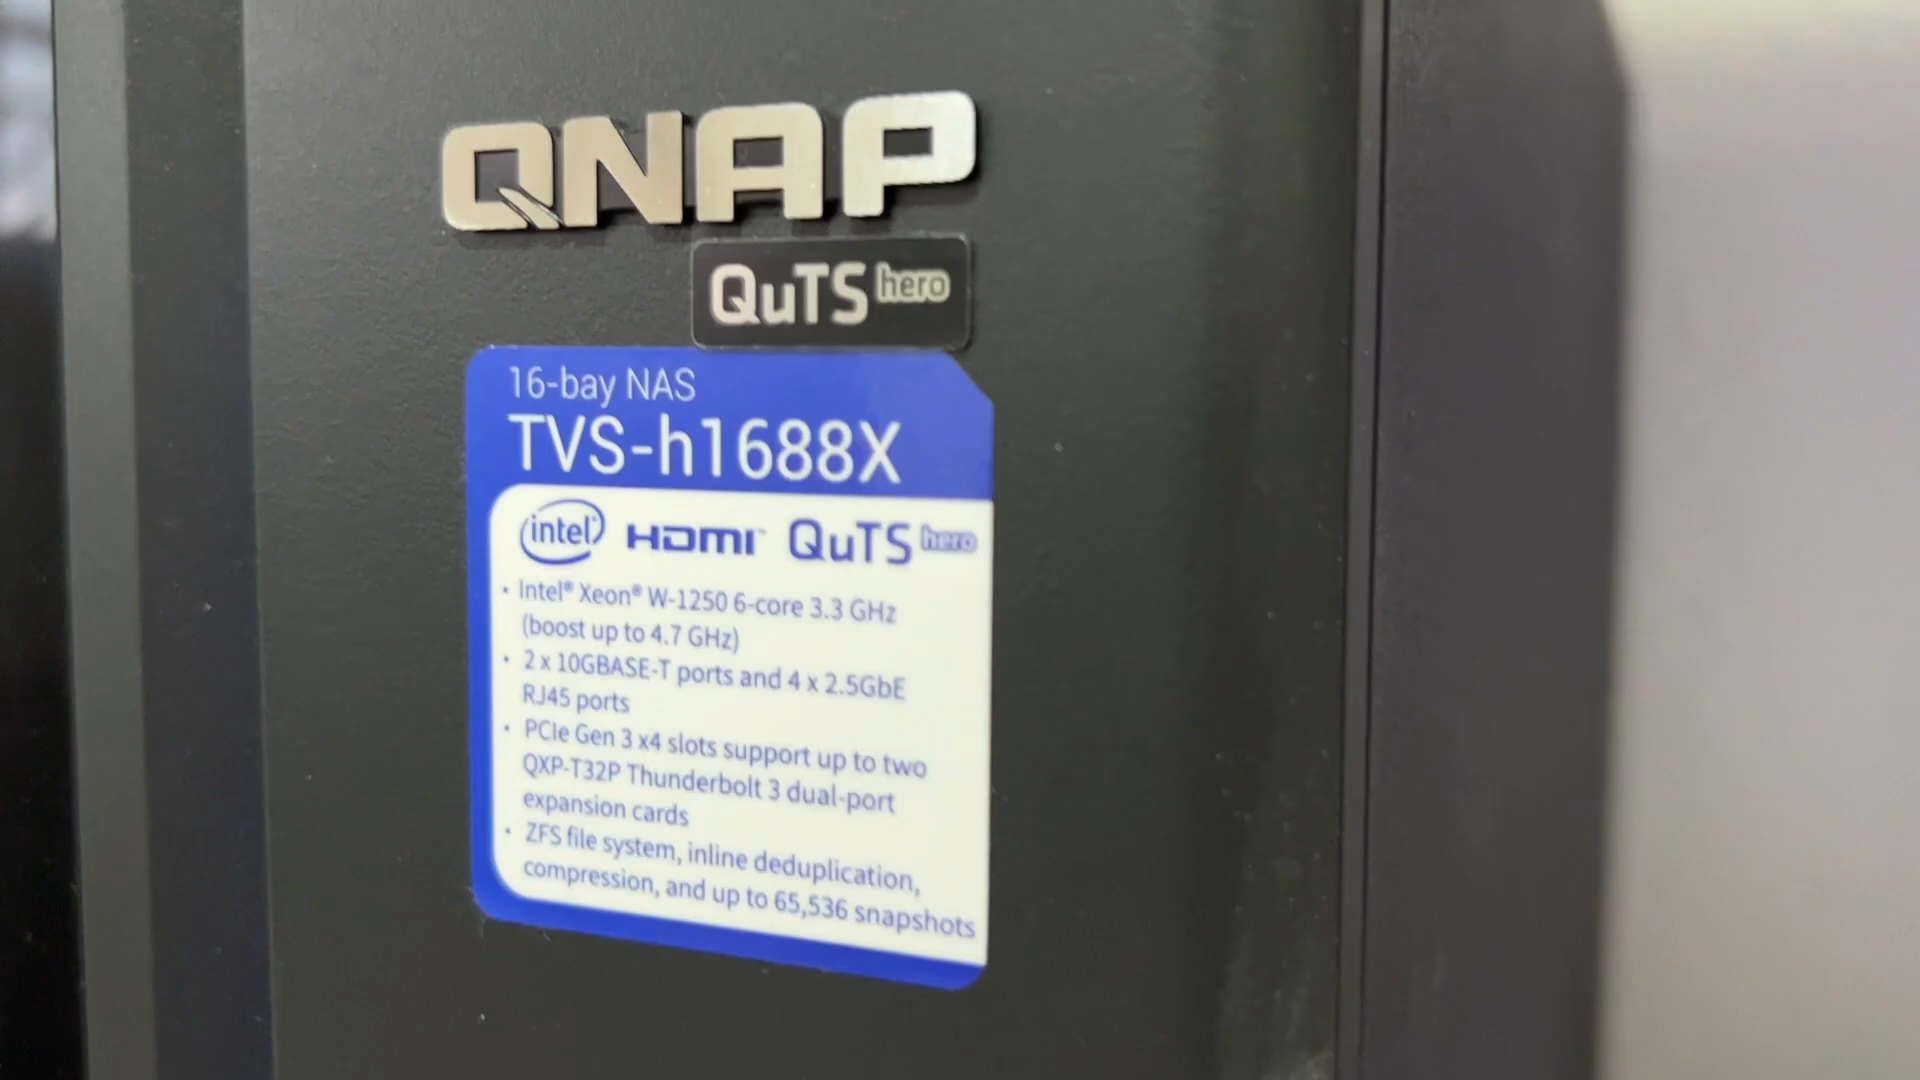 QNAP
QuTS hero
16-bay NAS
TVS-h1688X
intel® HDMI™ QuTS hero
• Intel® Xeon® W-1250 6-core 3.3 GHz
(boost up to 4.7 GHz)
• 2 x 10GBASE-T ports and 4 x 2.5GbE
RJ45 ports
• PCIe Gen 3 x4 slots support up to two
QXP-T32P Thunderbolt 3 dual-port
expansion cards
• ZFS file system, inline deduplication,
compression, and up to 65,536 snapshots